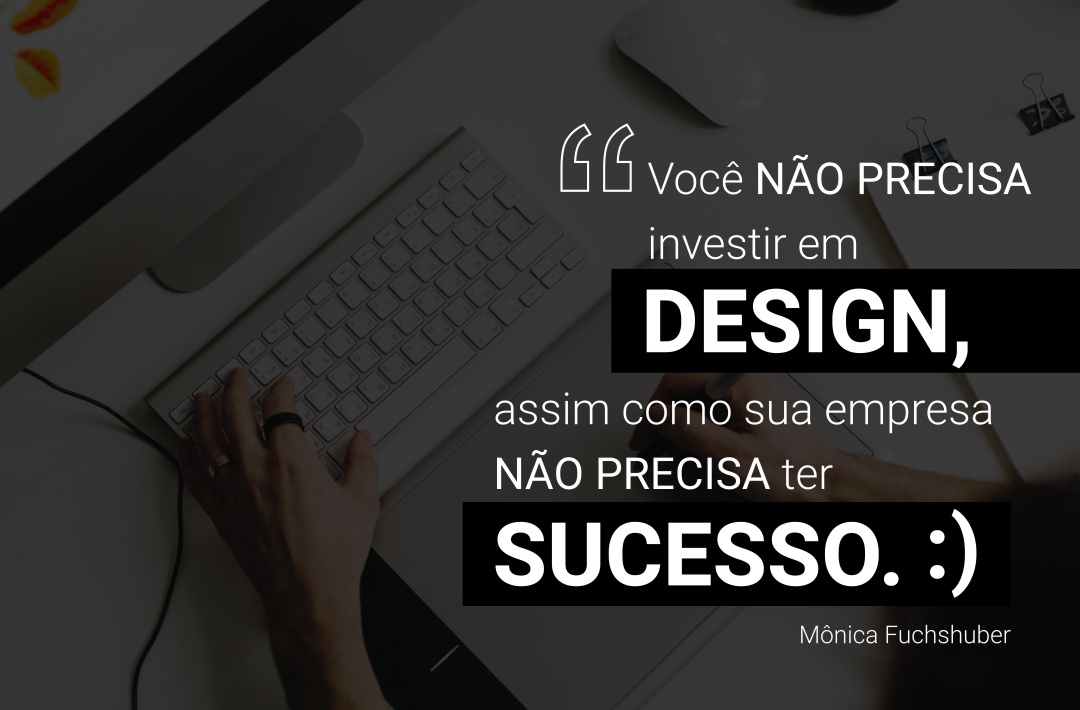 “ Você NÃO PRECISA
investir em
DESIGN,
assim como sua empresa
NÃO PRECISA ter
SUCESSO. :)
Mônica Fuchshuber